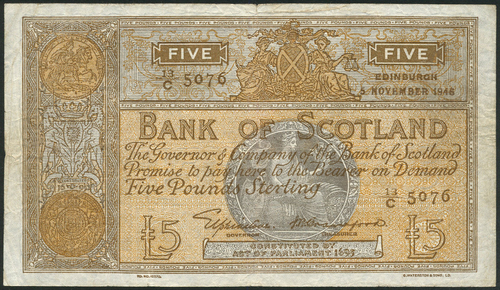 FIVE
FIVE
13/C 5076
EDINBURGH
5 NOVEMBER 1946
BANK OF SCOTLAND
The Governor & Company of the Bank of Scotland
Promise to pay here to the Bearer on Demand
Five Pounds Sterling
13/C 5076
£5
£5
GOVERNOR
CONSTITUTED BY
ACT OF PARLIAMENT 1695